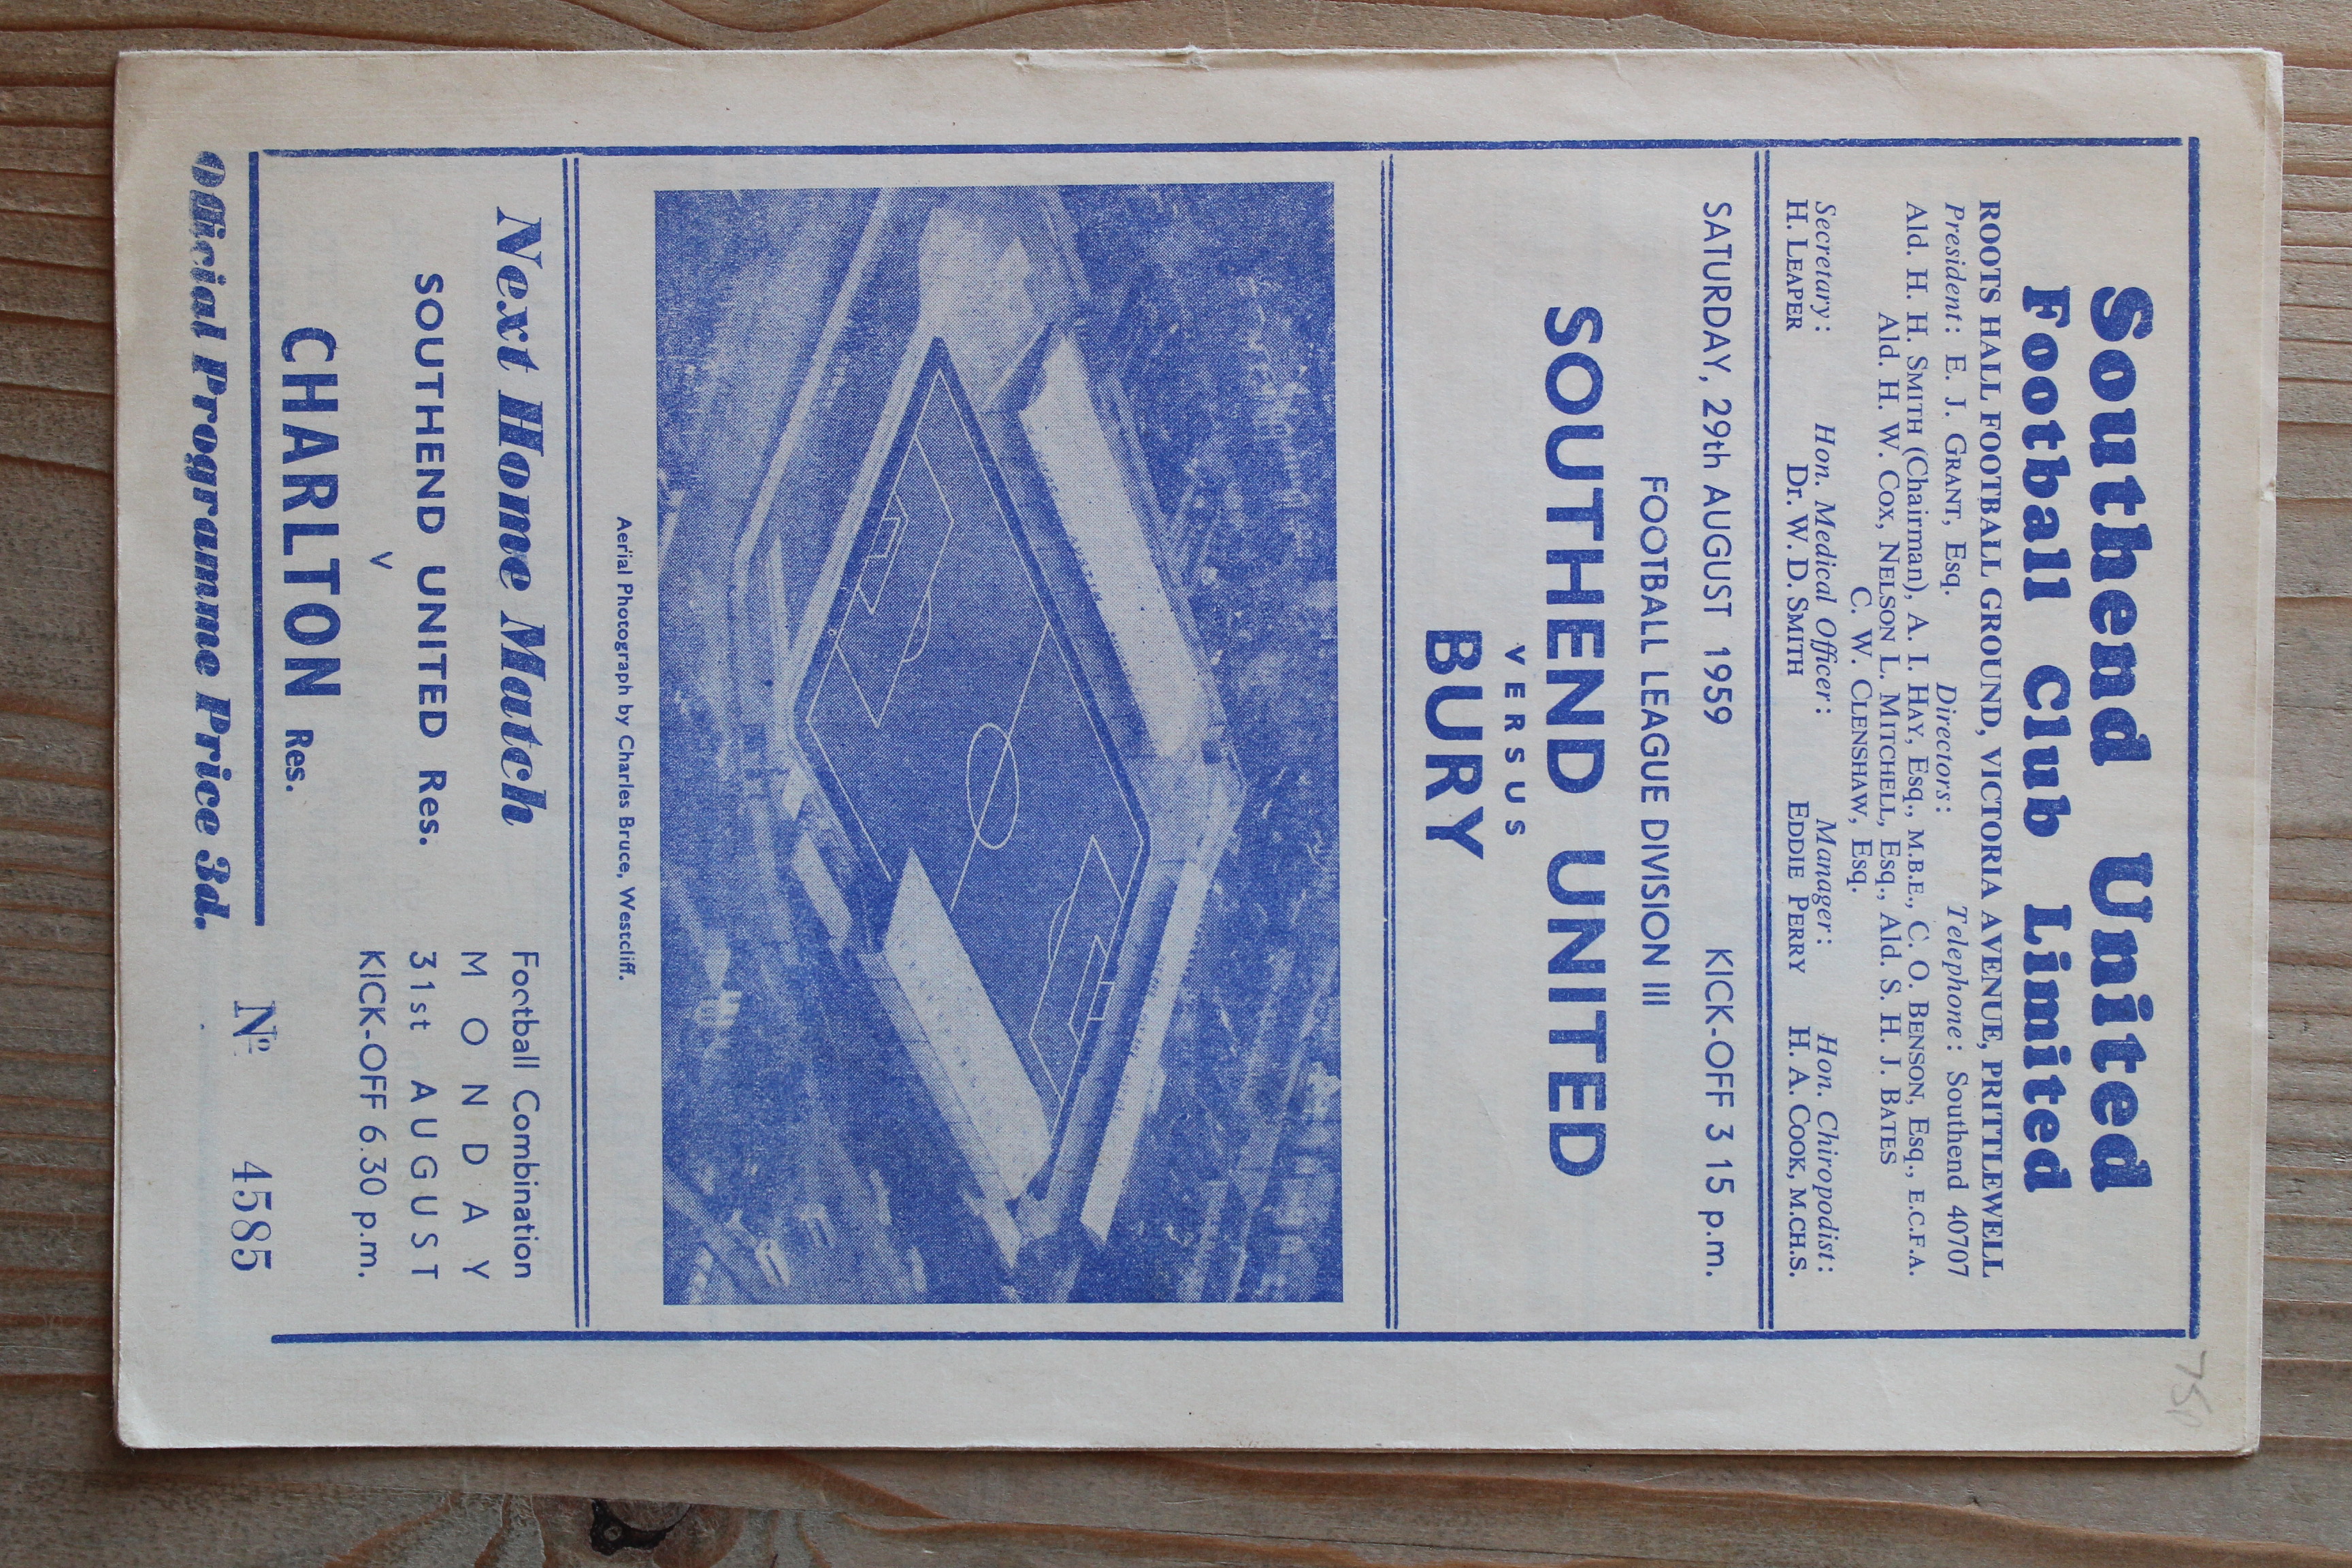 Southend United
Football Club Limited
ROOTS HALL FOOTBALL GROUND, VICTORIA AVENUE, PRITTLEWELL
President: E. J. GRANT, Esq. Directors: Telephone: Southend 40707
Ald. H. H. SMITH (Chairman), A. I. HAY, Esq., M.B.E., C. O. BENSON, Esq., E.C.F.A.
Ald. H. W. COX, NELSON L. MITCHELL, Esq., Ald. S. H. J. BATES
C. W. CLENSHAW, Esq.
Secretary: Hon. Medical Officer: Manager: Hon. Chiropodist:
H. LEAPER Dr. W. D. SMITH EDDIE PERRY H. A. COOK, M.CH.S.
SATURDAY, 29th AUGUST 1959 KICK-OFF 3 15 p.m.
FOOTBALL LEAGUE DIVISION III
SOUTHEND UNITED
VERSUS
BURY
Aerial Photograph by Charles Bruce, Westcliff.
Next Home Match Football Combination
MONDAY
SOUTHEND UNITED Res. 31st AUGUST
v KICK-OFF 6.30 p.m.
CHARLTON Res.
Official Programme Price 3d. Nº 4585
75p